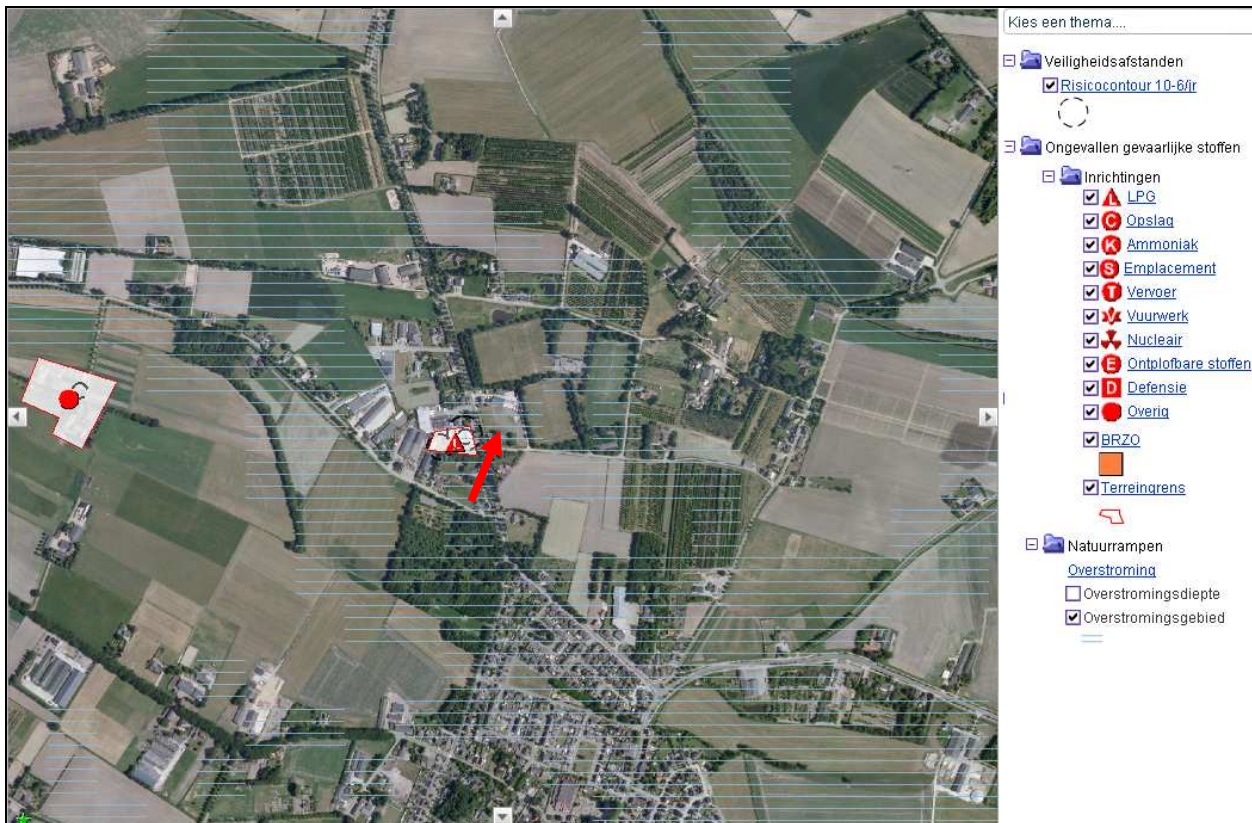 Kies een thema....
Veiligheidsafstanden
Risicocontour 10-6/jr
Ongevallen gevaarlijke stoffen
Inrichtingen
LPG
C Opslag
K Ammoniak
S Emplacement
T Vervoer
Vuurwerk
Nucleair
E Ontplofbare stoffen
D Defensie
Overig
BRZO
Terreingrens
Natuurrampen
Overstroming
Overstromingsdiepte
Overstromingsgebied